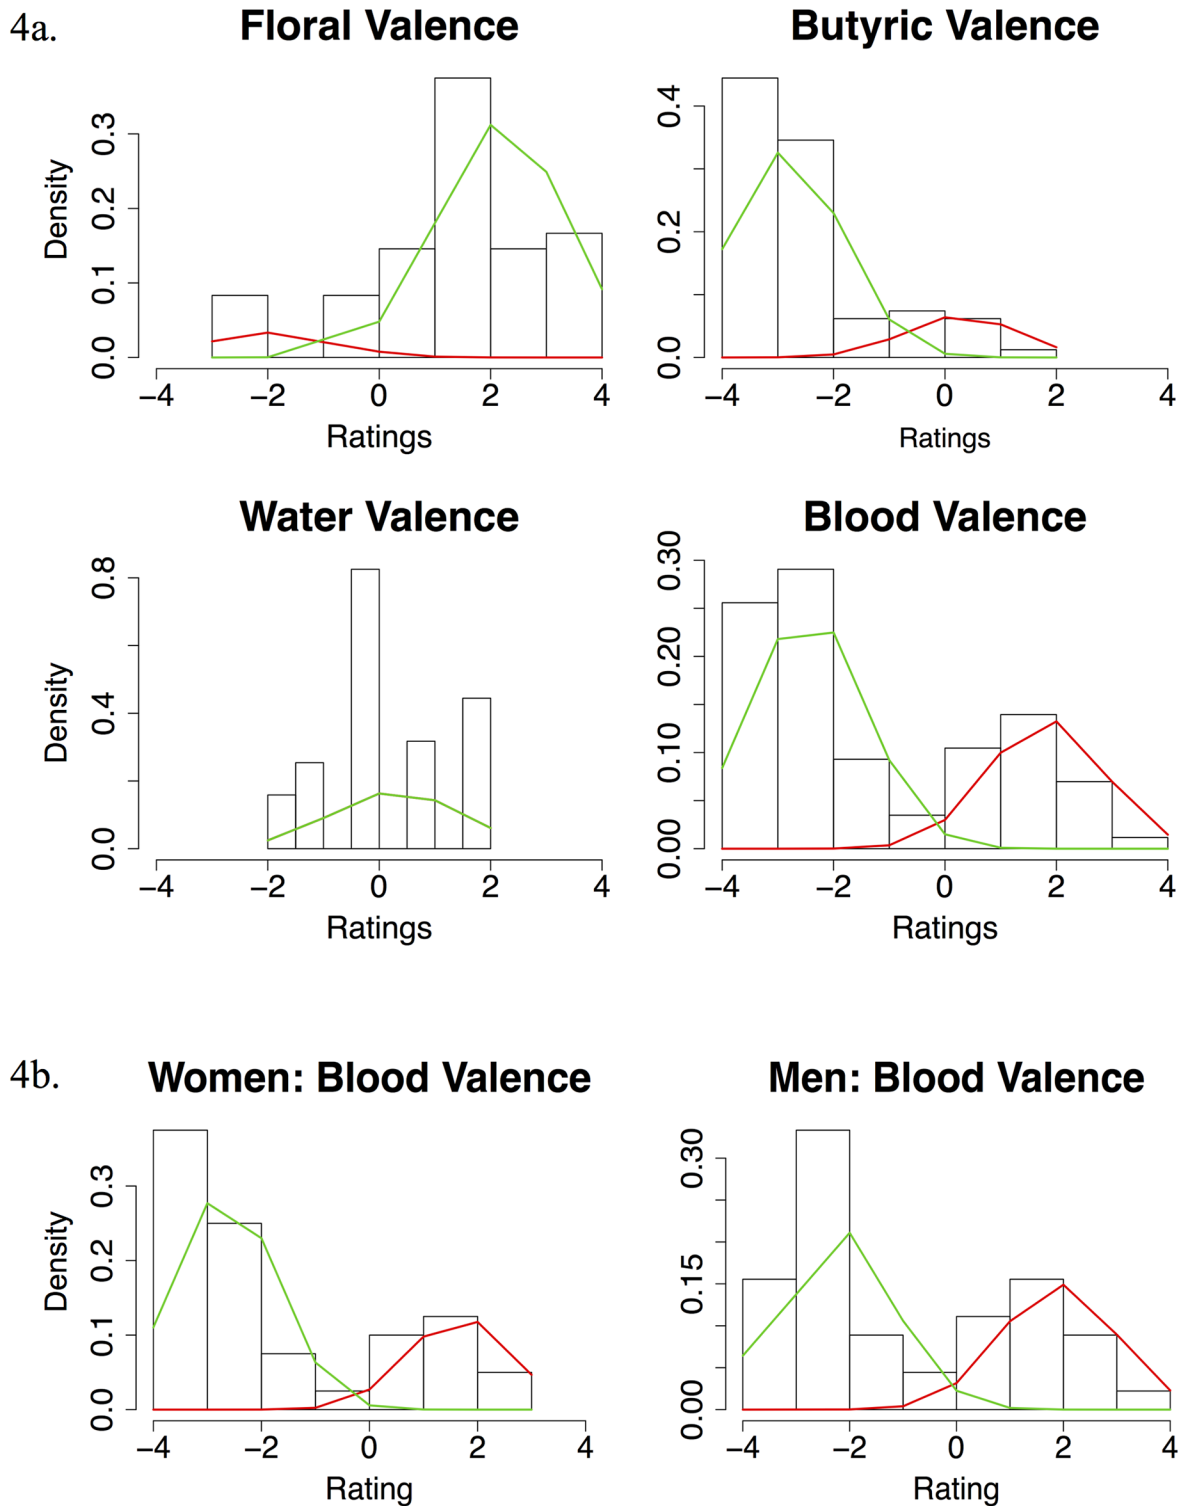 4a.
Floral Valence
Butyric Valence
Density
0.0 0.1 0.2 0.3
−4 −2 0 2 4
Ratings
0.0 0.2 0.4
−4 −2 0 2 4
Ratings
Water Valence
Blood Valence
Density
0.0 0.4 0.8
−4 −2 0 2 4
Ratings
0.00 0.10 0.20 0.30
−4 −2 0 2 4
Ratings
4b.
Women: Blood Valence
Men: Blood Valence
Density
0.0 0.1 0.2 0.3
−4 −2 0 2 4
Rating
0.00 0.15 0.30
−4 −2 0 2 4
Rating